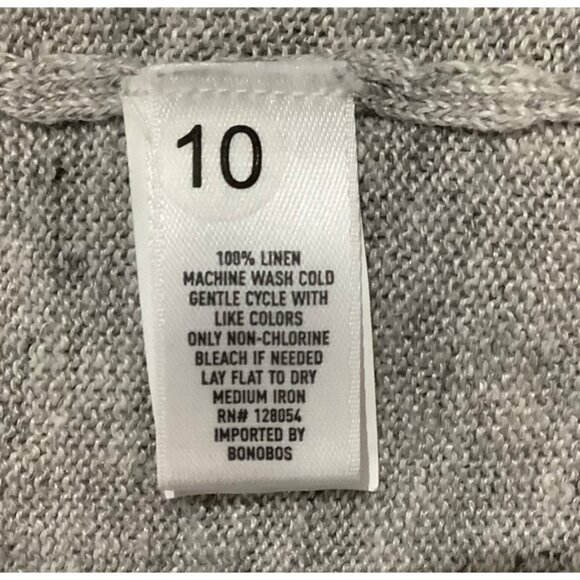 10
100% LINEN
MACHINE WASH COLD
GENTLE CYCLE WITH
LIKE COLORS
ONLY NON-CHLORINE
BLEACH IF NEEDED
LAY FLAT TO DRY
MEDIUM IRON
RN# 128054
IMPORTED BY
BONOBOS